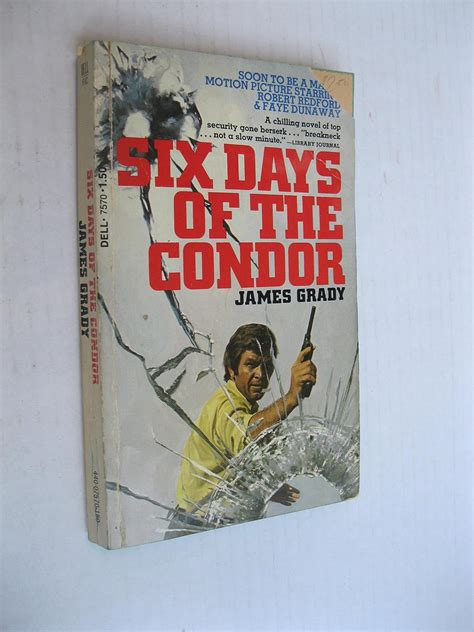 SOON TO BE A MA
MOTION PICTURE STARRIN
ROBERT REDFORD
& FAYE DUNAWAY
A chilling novel of top
security gone berserk... "breakneck
...not a slow minute."—LIBRARY JOURNAL
SIX DAYS
OF THE
CONDOR
JAMES GRADY
DELL • 7570 • 1.50
SIX DAYS OF THE CONDOR
JAMES GRADY